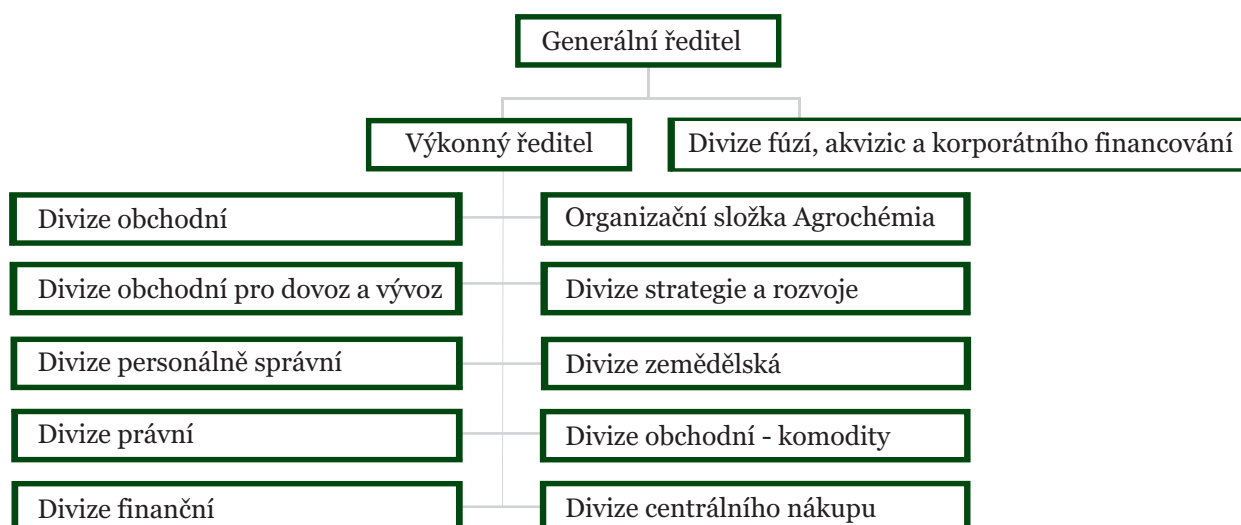 Generální ředitel
Výkonný ředitel
Divize fúzí, akvizic a korporátního financování
Divize obchodní
Organizační složka Agrochémia
Divize obchodní pro dovoz a vývoz
Divize strategie a rozvoje
Divize personálně správní
Divize zemědělská
Divize právní
Divize obchodní - komodity
Divize finanční
Divize centrálního nákupu